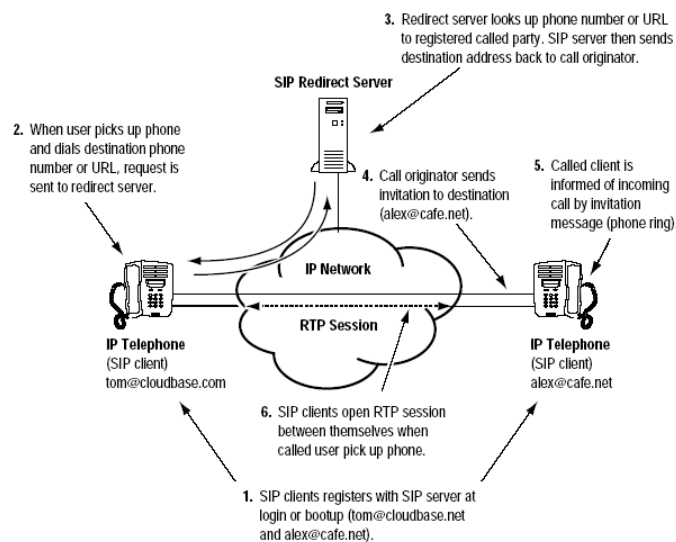 3. Redirect server looks up phone number or URL
to registered called party. SIP server then sends
destination address back to call originator.
SIP Redirect Server
2. When user picks up phone
and dials destination phone
number or URL, request is
sent to redirect server.
4. Call originator sends
invitation to destination
(alex@cafe.net).
5. Called client is
informed of incoming
call by invitation
message (phone ring)
IP Network
RTP Session
IP Telephone
(SIP client)
tom@cloudbase.com
IP Telephone
(SIP client)
alex@cafe.net
6. SIP clients open RTP session
between themselves when
called user pick up phone.
1. SIP clients registers with SIP server at
login or bootup (tom@cloudbase.net
and alex@cafe.net).